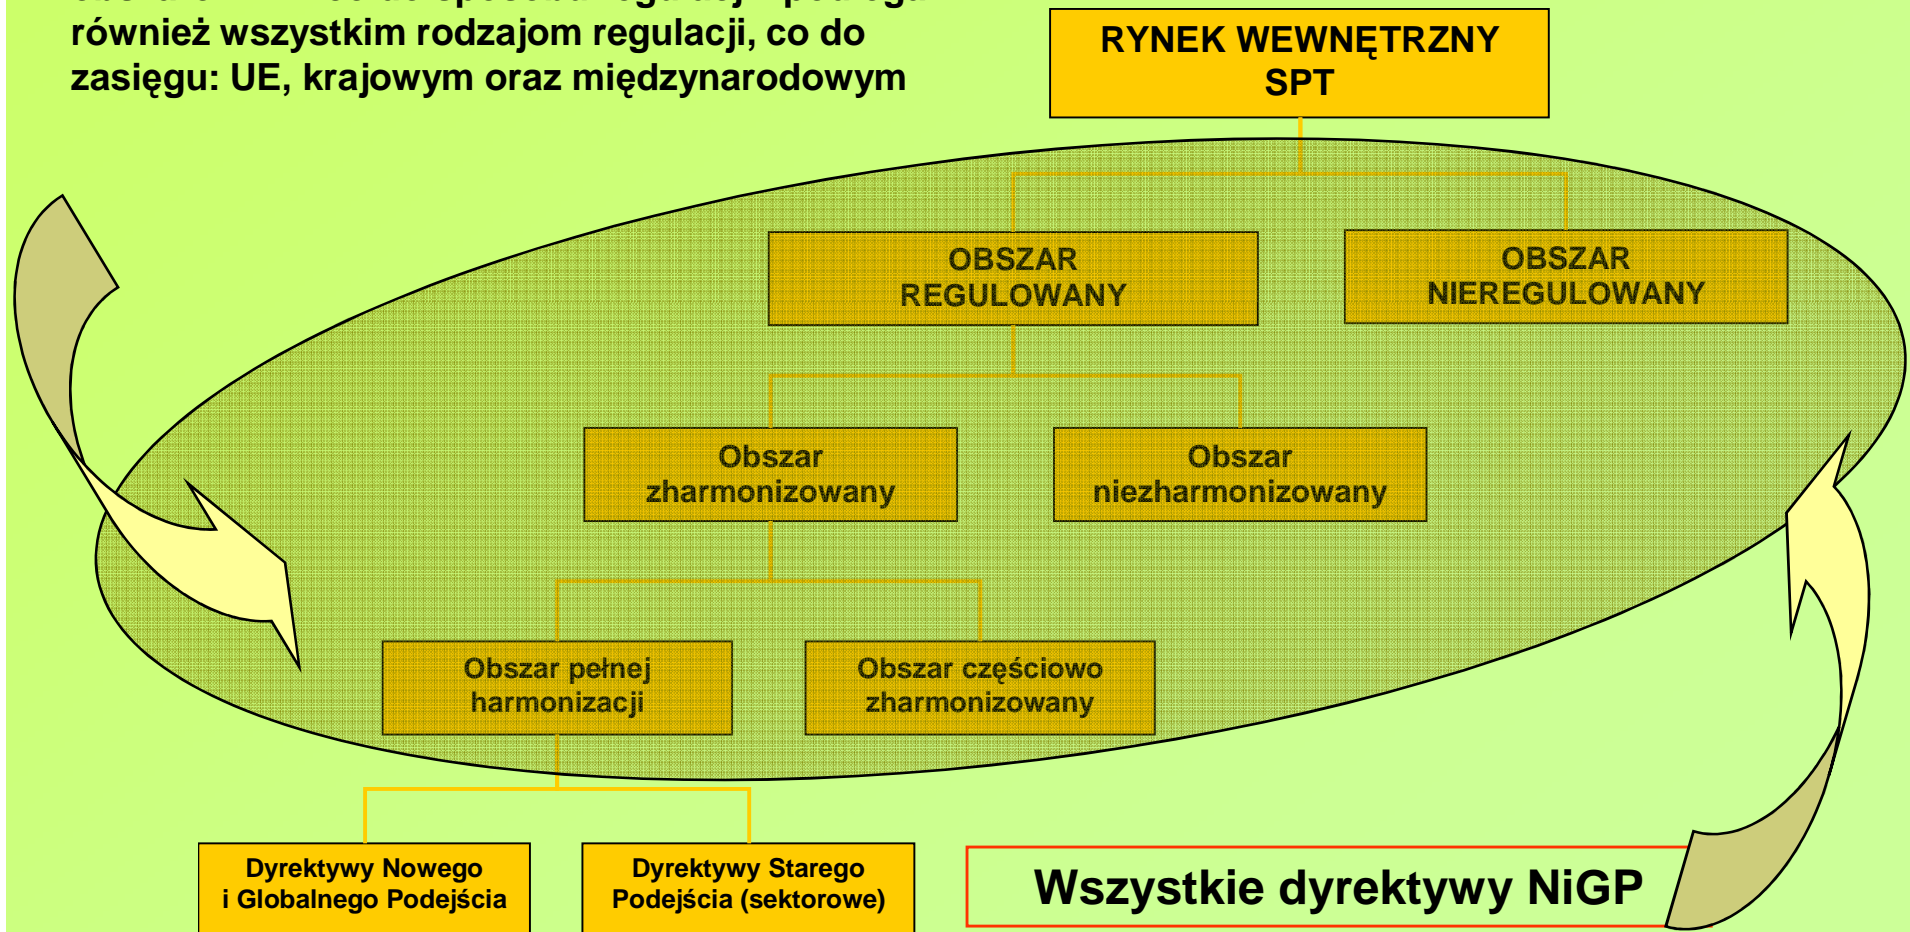 również wszystkim rodzajom regulacji, co do
zasięgu: UE, krajowym oraz międzynarodowym
RYNEK WEWNĘTRZNY
SPT
OBSZAR
REGULOWANY
OBSZAR
NIEREGULOWANY
Obszar
zharmonizowany
Obszar
niezharmonizowany
Obszar pełnej
harmonizacji
Obszar częściowo
zharmonizowany
Dyrektywy Nowego
i Globalnego Podejścia
Dyrektywy Starego
Podejścia (sektorowe)
Wszystkie dyrektywy NiGP